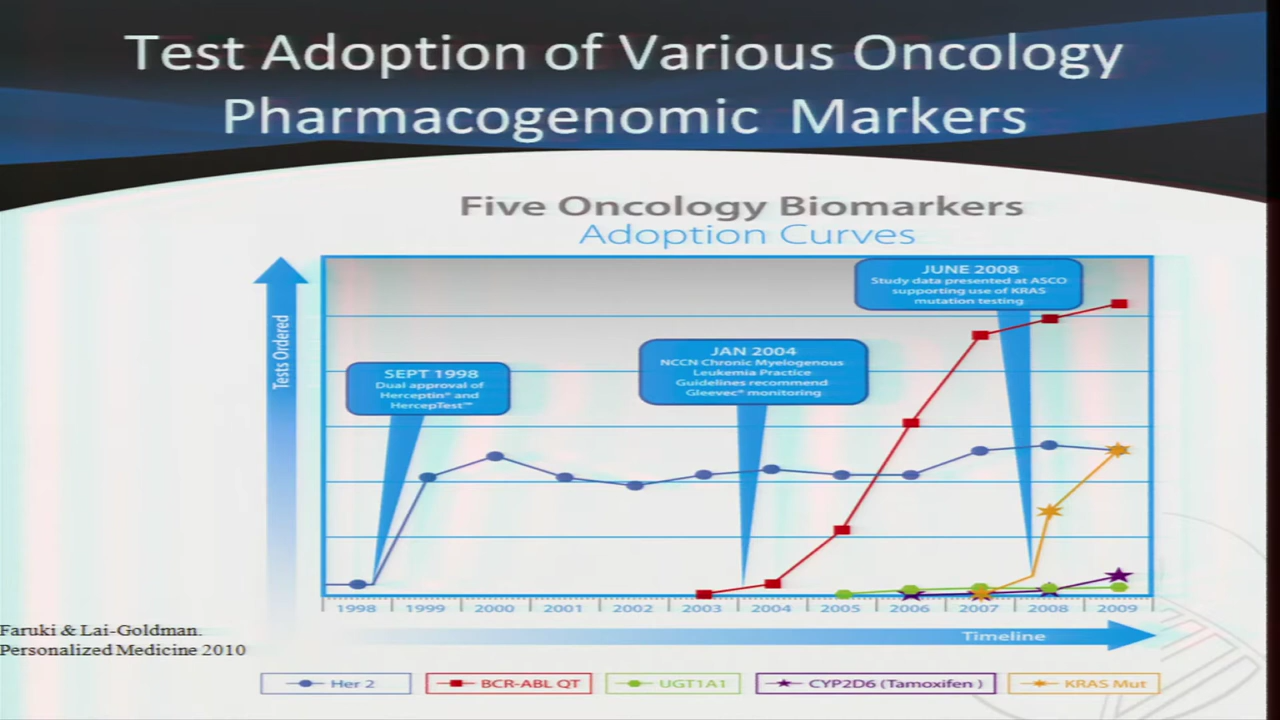 Test Adoption of Various Oncology
Pharmacogenomic Markers
Five Oncology Biomarkers
Adoption Curves
Tests Ordered
SEPT 1998
Dual approval of
Herceptin® and
HercepTest™
JAN 2004
NCCN Chronic Myelogenous
Leukemia Practice
Guidelines recommend
Gleevec® monitoring
JUNE 2008
Study data presented at ASCO
supporting use of KRAS
mutation testing
1998 1999 2000 2001 2002 2003 2004 2005 2006 2007 2008 2009
Timeline
Faruki & Lai-Goldman.
Personalized Medicine 2010
Her 2 BCR-ABL QT UGT1A1 CYP2D6 (Tamoxifen ) KRAS Mut